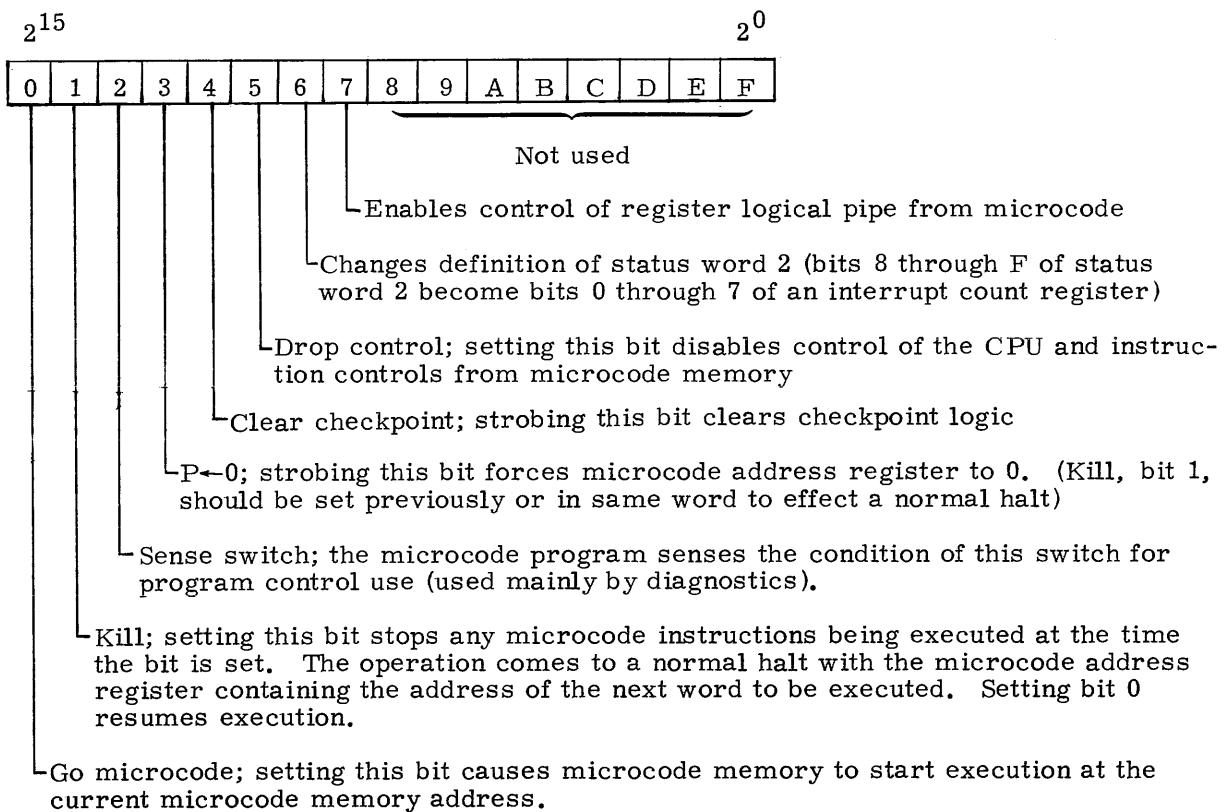 2^15 2^0
0 1 2 3 4 5 6 7 8 9 A B C D E F
Not used
Enables control of register logical pipe from microcode
Changes definition of status word 2 (bits 8 through F of status
word 2 become bits 0 through 7 of an interrupt count register)
Drop control; setting this bit disables control of the CPU and instruc-
tion controls from microcode memory
Clear checkpoint; strobing this bit clears checkpoint logic
P←0; strobing this bit forces microcode address register to 0. (Kill, bit 1,
should be set previously or in same word to effect a normal halt)
Sense switch; the microcode program senses the condition of this switch for
program control use (used mainly by diagnostics).
Kill; setting this bit stops any microcode instructions being executed at the time
the bit is set. The operation comes to a normal halt with the microcode address
register containing the address of the next word to be executed. Setting bit 0
resumes execution.
Go microcode; setting this bit causes microcode memory to start execution at the
current microcode memory address.